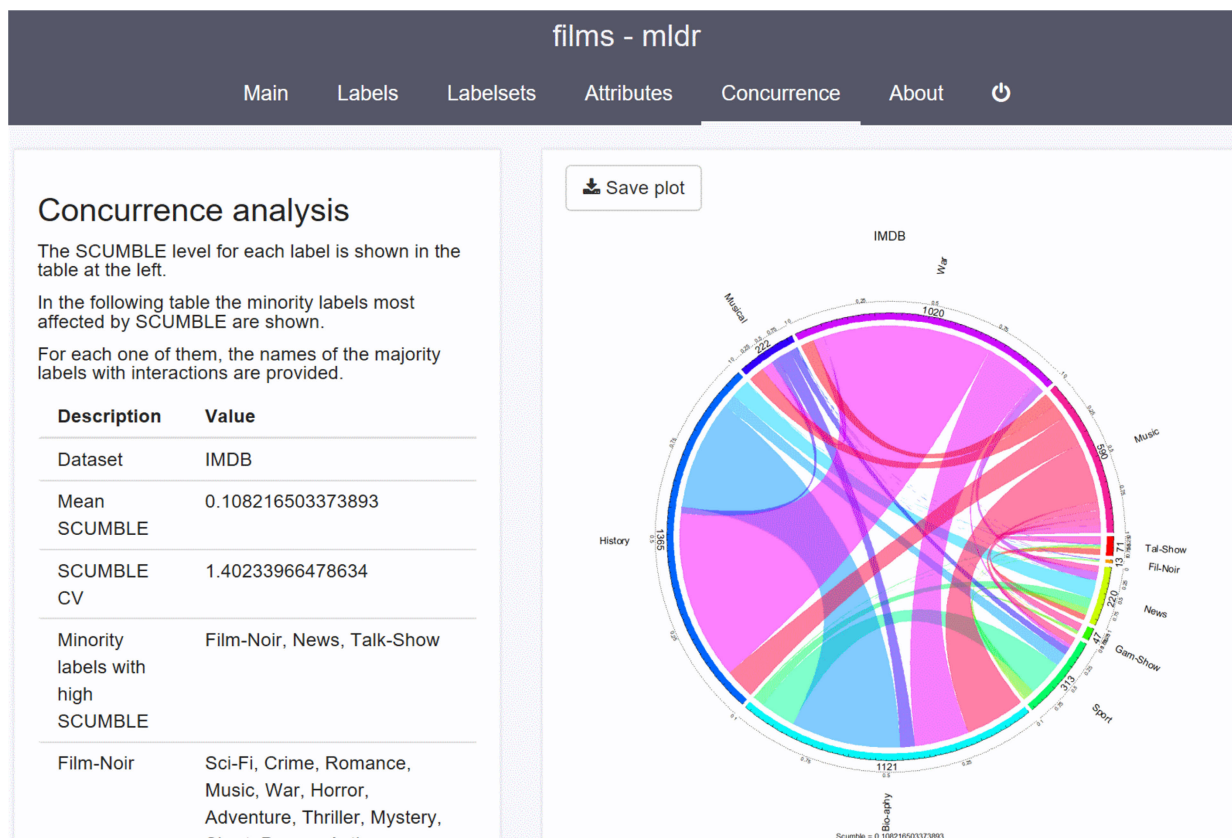 films - mldr
Main Labels Labelsets Attributes Concurrence About
Concurrence analysis
The SCUMBLE level for each label is shown in the
table at the left.
In the following table the minority labels most
affected by SCUMBLE are shown.
For each one of them, the names of the majority
labels with interactions are provided.
Description Value
Dataset IMDB
Mean 0.108216503373893
SCUMBLE
SCUMBLE 1.40233966478634
CV
Minority Film-Noir, News, Talk-Show
labels with
high
SCUMBLE
Film-Noir Sci-Fi, Crime, Romance,
Music, War, Horror,
Adventure, Thriller, Mystery,
Save plot
IMDB
War
1020
Musical
222
Music
590
Tal-Show
71
Fil-Noir
13
News
220
Gam-Show
47
Sport
313
History
1365
1121
Bio-aphy
Scumble = 0.108216503373893